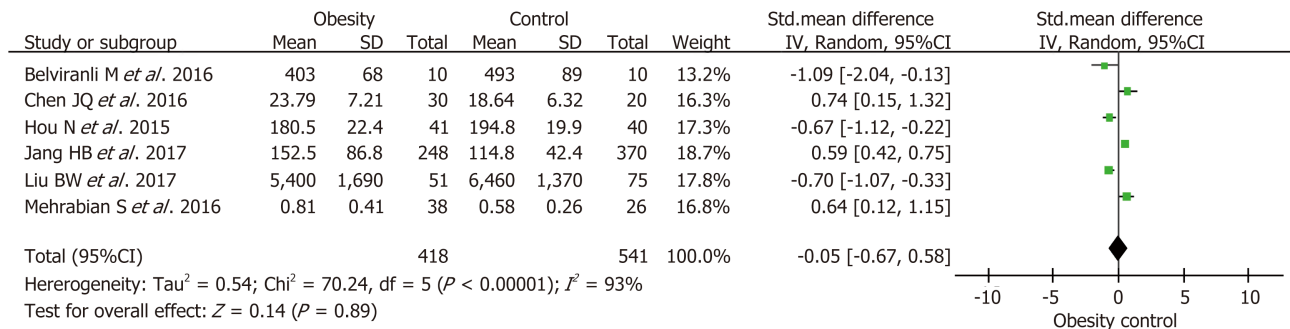 Obesity Control Std.mean difference Std.mean difference
Study or subgroup Mean SD Total Mean SD Total Weight IV, Random, 95%CI IV, Random, 95%CI
Belviranli M et al. 2016 403 68 10 493 89 10 13.2% -1.09 [-2.04, -0.13]
Chen JQ et al. 2016 23.79 7.21 30 18.64 6.32 20 16.3% 0.74 [0.15, 1.32]
Hou N et al. 2015 180.5 22.4 41 194.8 19.9 40 17.3% -0.67 [-1.12, -0.22]
Jang HB et al. 2017 152.5 86.8 248 114.8 42.4 370 18.7% 0.59 [0.42, 0.75]
Liu BW et al. 2017 5,400 1,690 51 6,460 1,370 75 17.8% -0.70 [-1.07, -0.33]
Mehrabian S et al. 2016 0.81 0.41 38 0.58 0.26 26 16.8% 0.64 [0.12, 1.15]
Total (95%CI) 418 541 100.0% -0.05 [-0.67, 0.58]
Hererogeneity: Tau² = 0.54; Chi² = 70.24, df = 5 (P < 0.00001); I² = 93%
Test for overall effect: Z = 0.14 (P = 0.89)
-10 -5 0 5 10
Obesity control